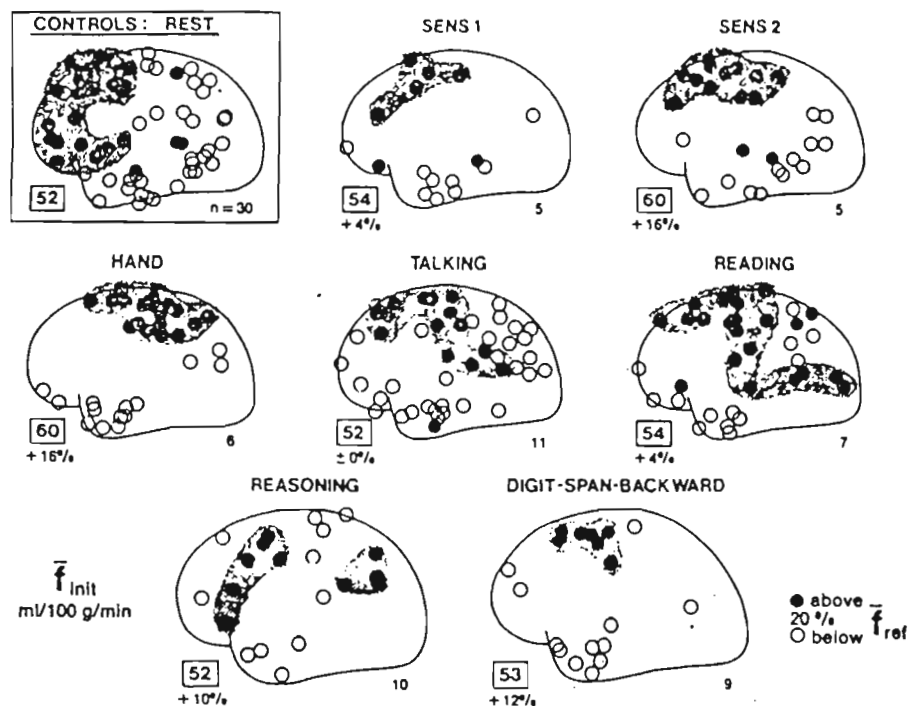 CONTROLS: REST
52
n = 30
SENS 1
54
+ 4%
5
SENS 2
60
+ 16%
5
HAND
60
+ 16%
6
TALKING
52
± 0%
11
READING
54
+ 4%
7
REASONING
52
+ 10%
10
DIGIT-SPAN-BACKWARD
53
+ 12%
9
f̄ init
ml/100 g/min
● above
20 % f̄ ref
○ below